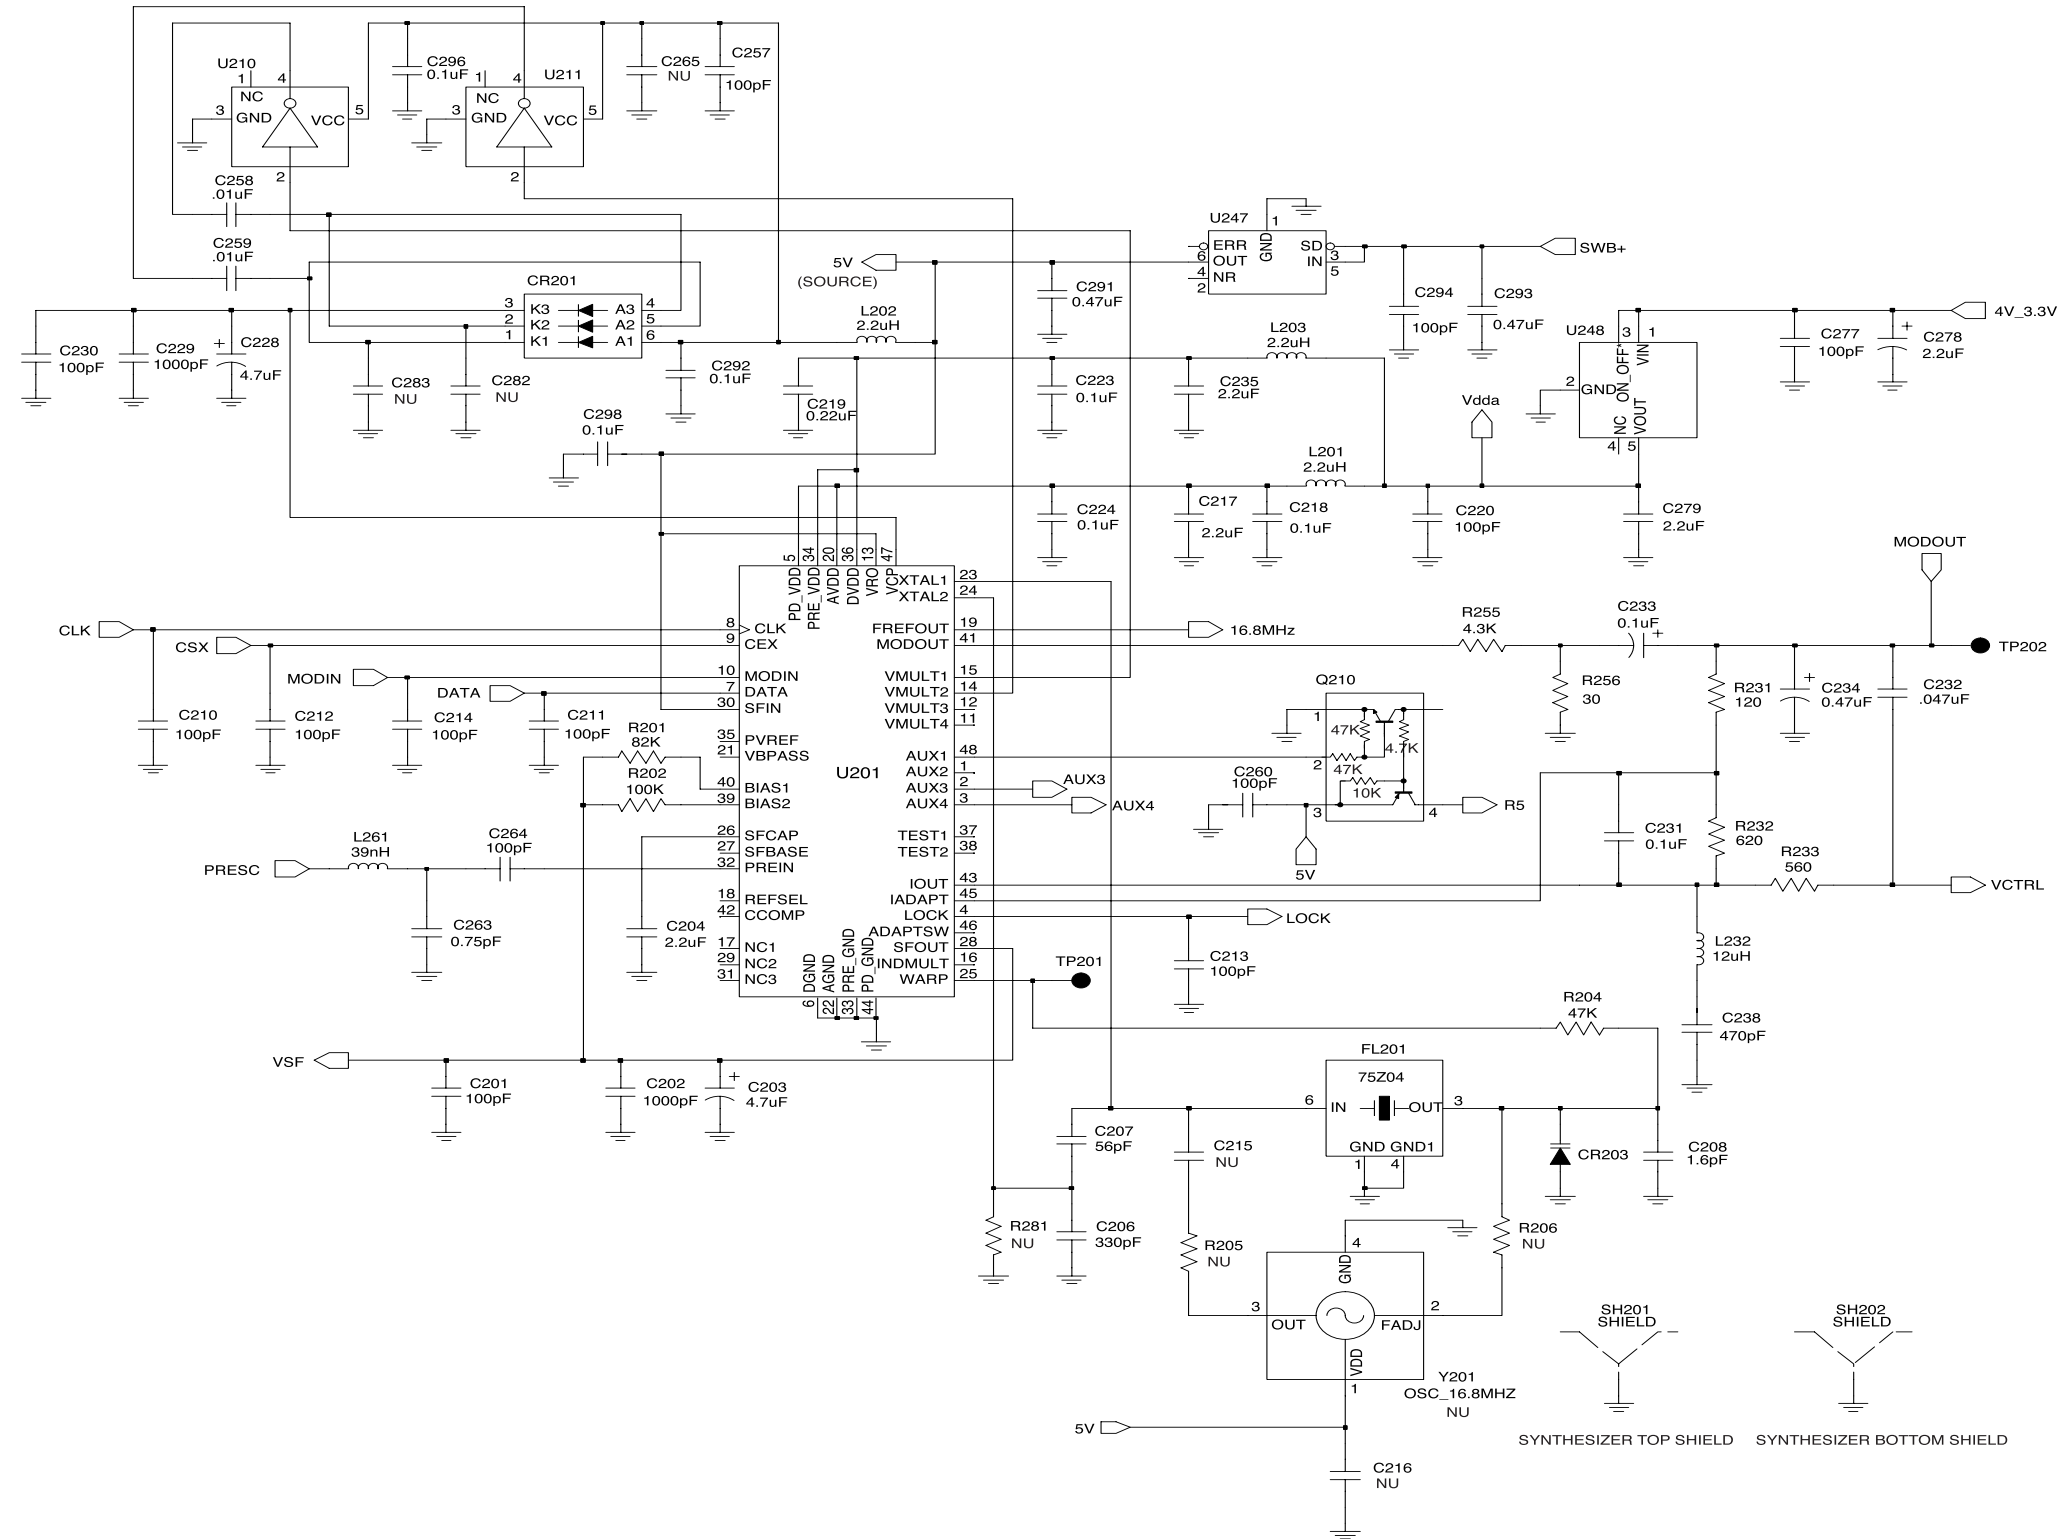 U210
1
4
NC
3
GND
VCC
5
2
C296
0.1uF
1
4
U211
NC
3
GND
VCC
5
2
C265
NU
C257
100pF
C258
.01uF
C259
.01uF
CR201
3
K3
A3
4
2
K2
A2
5
1
K1
A1
6
C230
100pF
C229
1000pF
+
C228
4.7uF
C283
NU
C282
NU
C292
0.1uF
5V
(SOURCE)
L202
2.2uH
C219
0.22uF
C298
0.1uF
U247
1
GND
ERR
SD
6
OUT
IN
3
4
NR
5
2
SWB+
C291
0.47uF
C294
100pF
C293
0.47uF
L203
2.2uH
C223
0.1uF
C235
2.2uF
Vdda
U248
3
1
ON_OFF*
VIN
2
GND
NC
VOUT
4
5
4V_3.3V
C277
100pF
+
C278
2.2uF
L201
2.2uH
C224
0.1uF
C217
2.2uF
C218
0.1uF
C220
100pF
C279
2.2uF
5
34
20
36
13
47
PD_VDD
PRE_VDD
AVDD
DVDD
VRO
VCP
XTAL1
23
XTAL2
24
CLK
8
CLK
FREFOUT
19
16.8MHz
CSX
9
CEX
MODOUT
41
MODIN
10
MODIN
VMULT1
15
DATA
7
DATA
VMULT2
14
30
SFIN
VMULT3
12
VMULT4
11
C210
100pF
C212
100pF
C214
100pF
C211
100pF
R201
82K
R202
100K
35
PVREF
21
VBPASS
AUX1
48
U201
AUX2
1
40
BIAS1
AUX3
2
AUX3
39
BIAS2
AUX4
3
AUX4
26
SFCAP
TEST1
37
27
SFBASE
TEST2
38
32
PREIN
IOUT
43
18
REFSEL
IADAPT
45
42
CCOMP
LOCK
4
LOCK
ADAPTSW
46
17
NC1
SFOUT
28
29
NC2
INDMULT
16
31
NC3
WARP
25
DGND
AGND
PRE_GND
PD_GND
6
22
33
44
PRESC
L261
39nH
C264
100pF
C263
0.75pF
C204
2.2uF
VSF
C201
100pF
C202
1000pF
+
C203
4.7uF
R255
4.3K
C233
0.1uF
+
MODOUT
TP202
R256
30
R231
120
+
C234
0.47uF
C232
.047uF
Q210
1
47K
4.7K
2
47K
10K
3
4
R5
C260
100pF
5V
C231
0.1uF
R232
620
R233
560
VCTRL
L232
12uH
C238
470pF
C213
100pF
TP201
R204
47K
FL201
75Z04
6
IN
OUT
3
GND
GND1
1
4
C207
56pF
C215
NU
CR203
C208
1.6pF
R281
NU
C206
330pF
R205
NU
R206
NU
4
GND
3
OUT
FADJ
2
VDD
1
Y201
OSC_16.8MHZ
NU
5V
C216
NU
SH201
SHIELD
SH202
SHIELD
SYNTHESIZER TOP SHIELD
SYNTHESIZER BOTTOM SHIELD